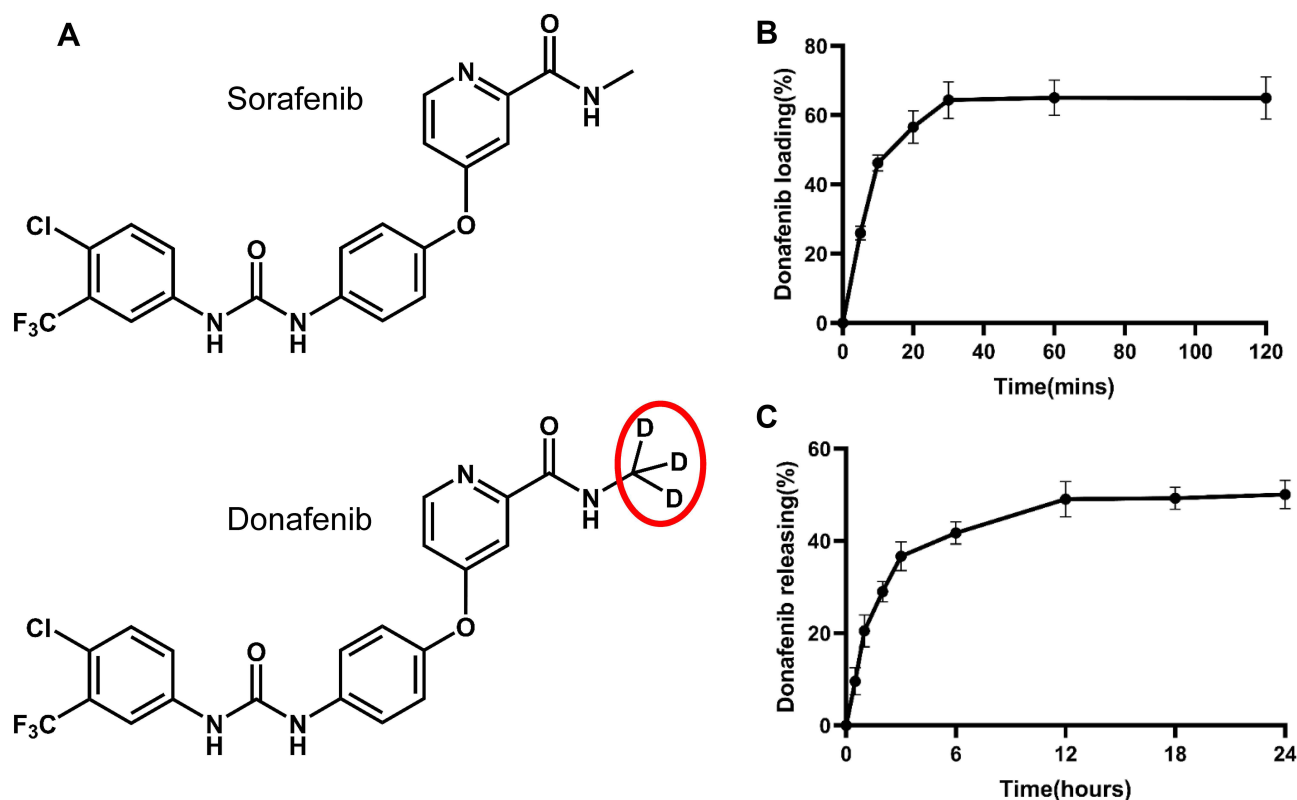 A
Sorafenib
O
N
N
H
O
Cl
O
F₃C
N
H
N
H
Donafenib
O
D
D
D
N
N
H
O
Cl
O
F₃C
N
H
N
H
B
Donafenib loading(%)
80
60
40
20
0
0 20 40 60 80 100 120
Time(mins)
C
Donafenib releasing(%)
60
40
20
0
0 6 12 18 24
Time(hours)